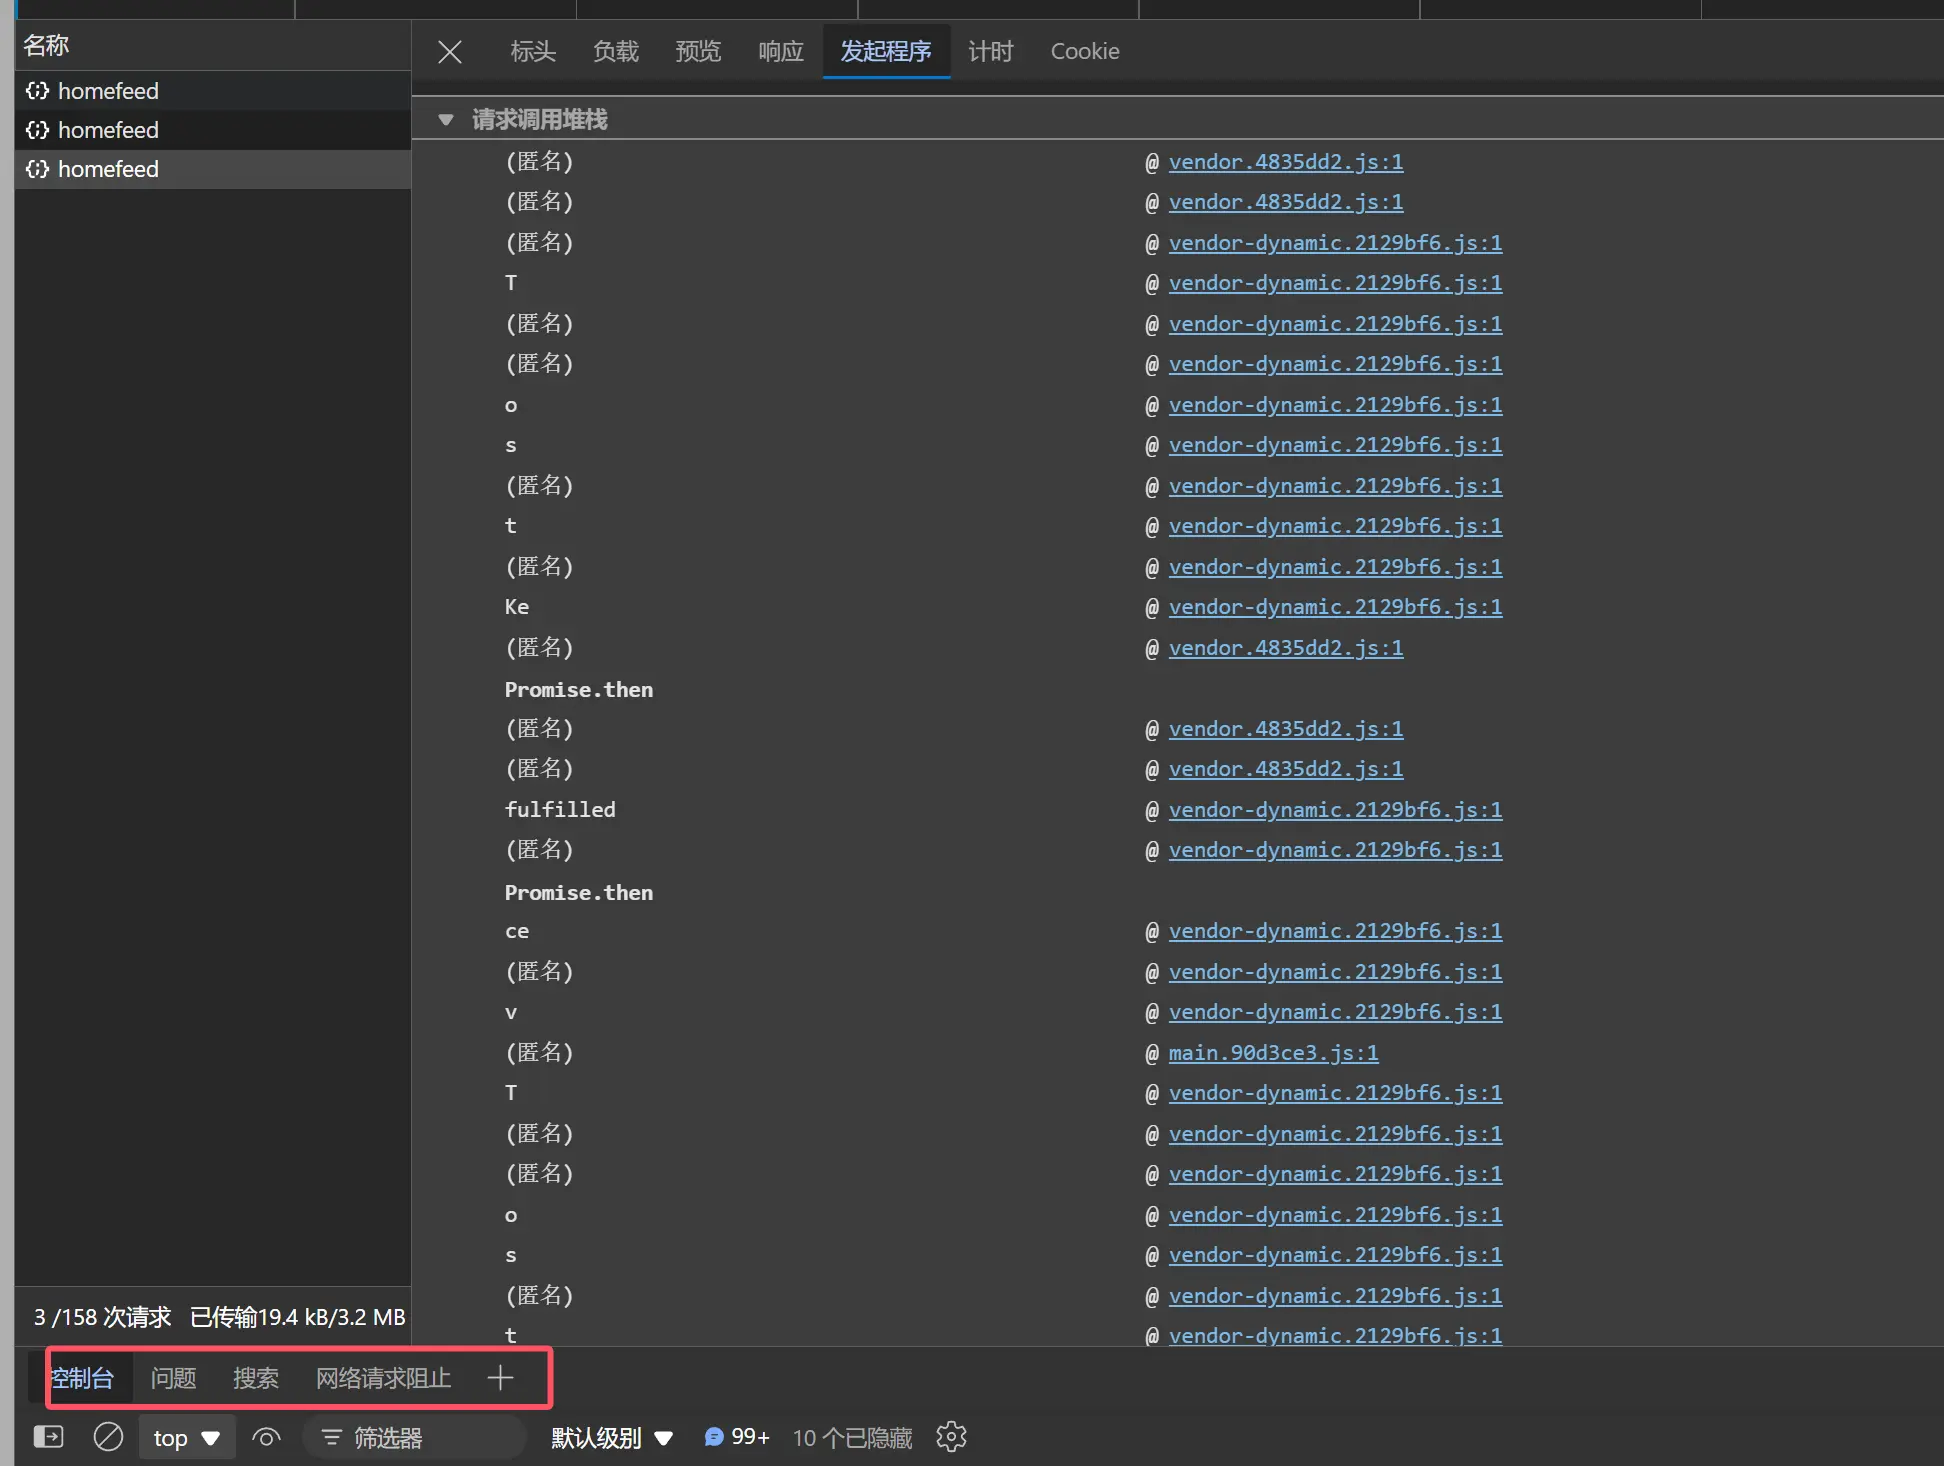 名称
标头 负载 预览 响应 发起程序 计时 Cookie
homefeed
homefeed
homefeed
请求调用堆栈
(匿名) @ vendor.4835dd2.js:1
(匿名) @ vendor.4835dd2.js:1
(匿名) @ vendor-dynamic.2129bf6.js:1
T @ vendor-dynamic.2129bf6.js:1
(匿名) @ vendor-dynamic.2129bf6.js:1
(匿名) @ vendor-dynamic.2129bf6.js:1
o @ vendor-dynamic.2129bf6.js:1
s @ vendor-dynamic.2129bf6.js:1
(匿名) @ vendor-dynamic.2129bf6.js:1
t @ vendor-dynamic.2129bf6.js:1
(匿名) @ vendor-dynamic.2129bf6.js:1
Ke @ vendor-dynamic.2129bf6.js:1
(匿名) @ vendor.4835dd2.js:1
Promise.then
(匿名) @ vendor.4835dd2.js:1
(匿名) @ vendor.4835dd2.js:1
fulfilled @ vendor-dynamic.2129bf6.js:1
(匿名) @ vendor-dynamic.2129bf6.js:1
Promise.then
ce @ vendor-dynamic.2129bf6.js:1
(匿名) @ vendor-dynamic.2129bf6.js:1
v @ vendor-dynamic.2129bf6.js:1
(匿名) @ main.90d3ce3.js:1
T @ vendor-dynamic.2129bf6.js:1
(匿名) @ vendor-dynamic.2129bf6.js:1
(匿名) @ vendor-dynamic.2129bf6.js:1
o @ vendor-dynamic.2129bf6.js:1
s @ vendor-dynamic.2129bf6.js:1
(匿名) @ vendor-dynamic.2129bf6.js:1
t @ vendor-dynamic.2129bf6.js:1
3 /158 次请求 已传输19.4 kB/3.2 MB
控制台 问题 搜索 网络请求阻止
top 筛选器 默认级别 99+ 10 个已隐藏